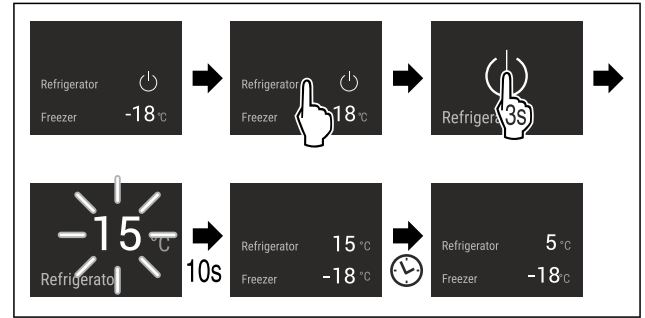 Refrigerator
Freezer -18 °C
Refrigerator
Freezer 18 °C
Refrigera
3s
15 °C
Refrigerato
10s
Refrigerator 15 °C
Freezer -18 °C
Refrigerator 5 °C
Freezer -18°C